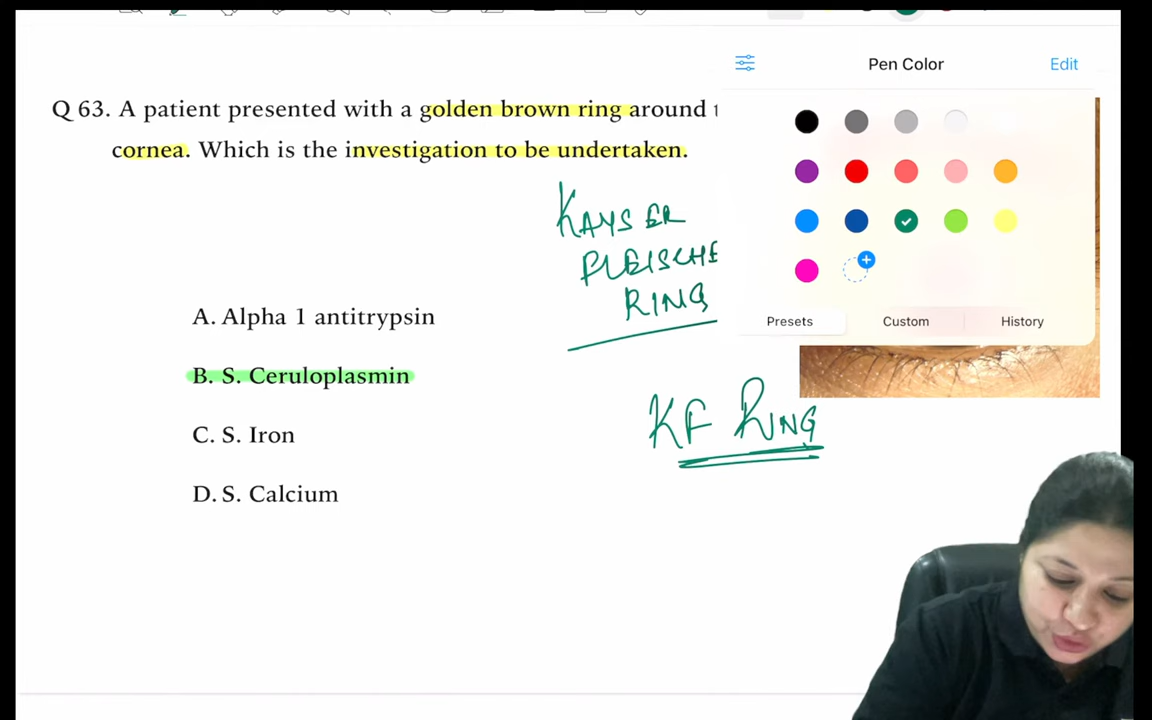 Pen Color
Edit
Q 63. A patient presented with a golden brown ring around
cornea. Which is the investigation to be undertaken.
KAYSER
FLEISCHE
RING
Presets
Custom
History
A. Alpha 1 antitrypsin
B. S. Ceruloplasmin
KF RING
C. S. Iron
D. S. Calcium